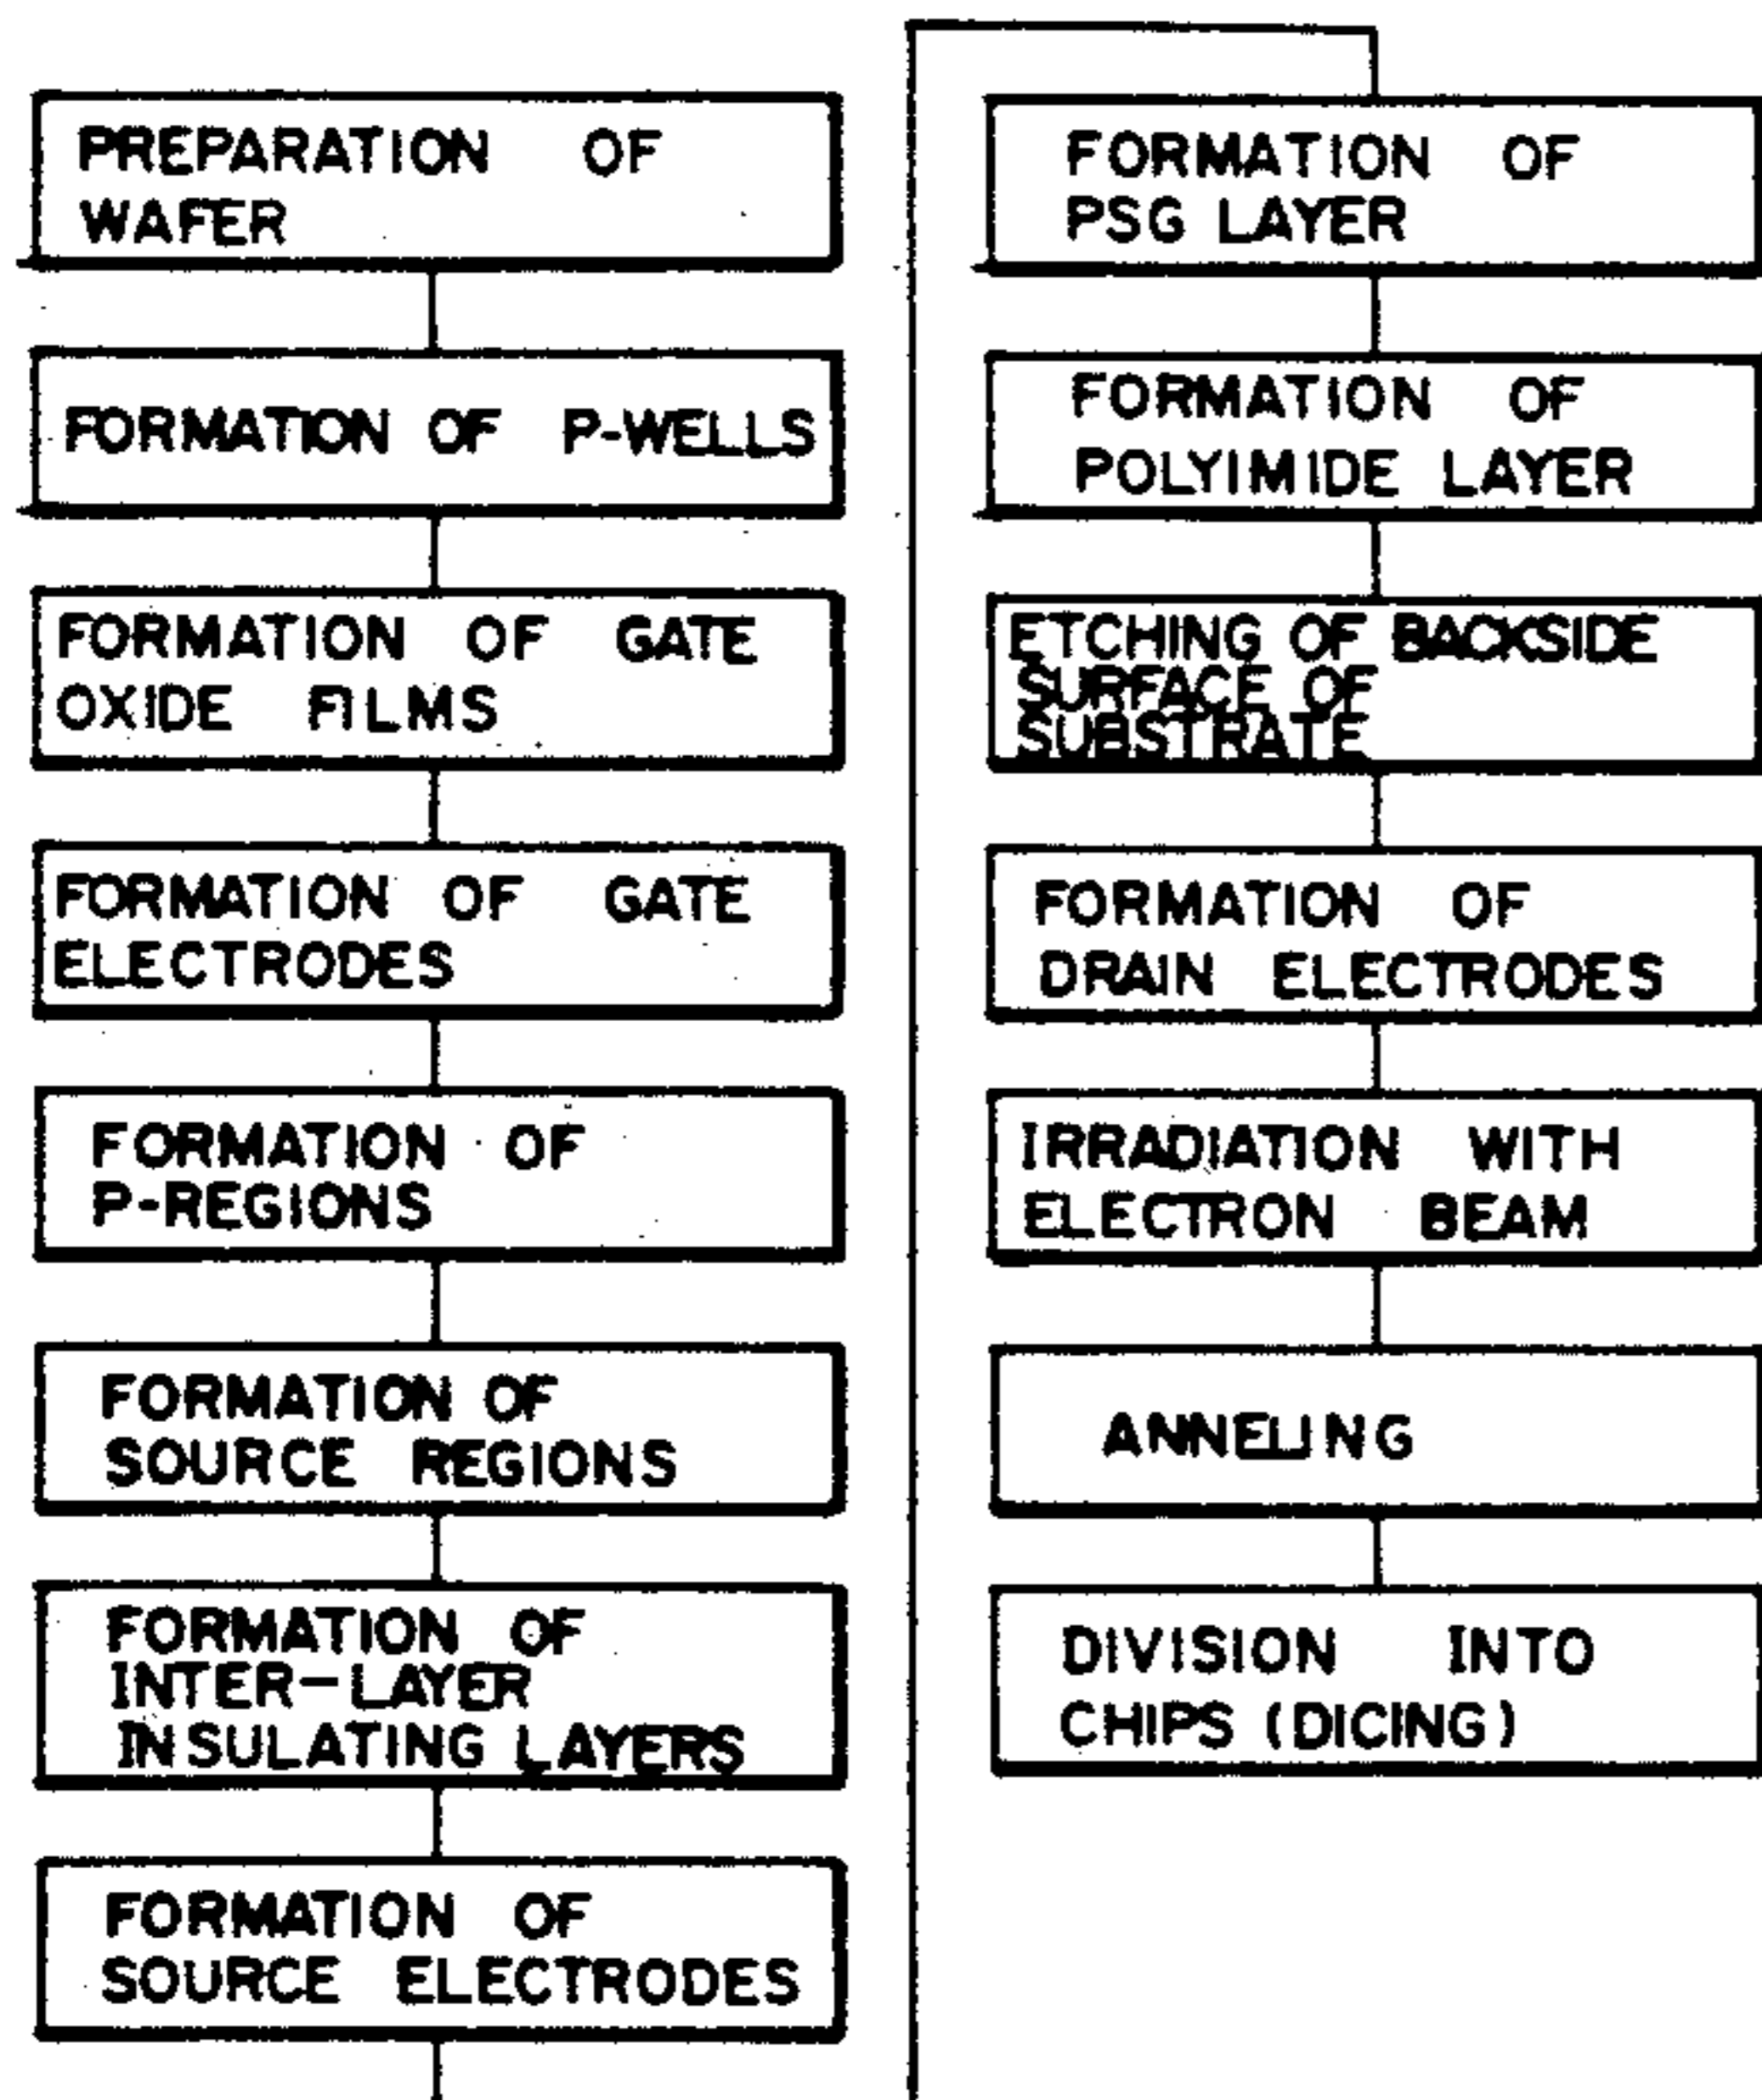 PREPARATION OF
WAFER
FORMATION OF P-WELLS
FORMATION OF GATE
OXIDE FILMS
FORMATION OF GATE
ELECTRODES
FORMATION OF
P-REGIONS
FORMATION OF
SOURCE REGIONS
FORMATION OF
INTER-LAYER
INSULATING LAYERS
FORMATION OF
SOURCE ELECTRODES
FORMATION OF
PSG LAYER
FORMATION OF
POLYIMIDE LAYER
ETCHING OF BACKSIDE
SURFACE OF
SUBSTRATE
FORMATION OF
DRAIN ELECTRODES
IRRADIATION WITH
ELECTRON BEAM
ANNELING
DIVISION INTO
CHIPS (DICING)